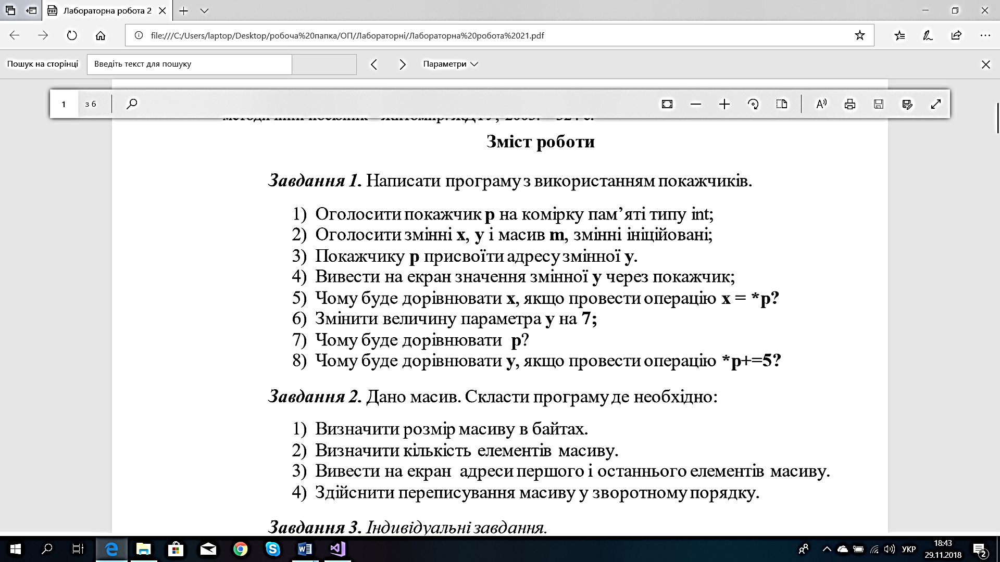 Лабораторна робота 2
file:///C:/Users/laptop/Desktop/робоча%20папка/ОП/Лабораторні/Лабораторна%20робота%2021.pdf
Пошук на сторінці
Введіть текст для пошуку
Параметри
1 з 6
Зміст роботи
Завдання 1. Написати програму з використанням покажчиків.
1) Оголосити покажчик p на комірку пам’яті типу int;
2) Оголосити змінні x, y і масив m, змінні ініційовані;
3) Покажчику p присвоїти адресу змінної y.
4) Вивести на екран значення змінної y через покажчик;
5) Чому буде дорівнювати x, якщо провести операцію x = *p?
6) Змінити величину параметра y на 7;
7) Чому буде дорівнювати p?
8) Чому буде дорівнювати y, якщо провести операцію *p+=5?
Завдання 2. Дано масив. Скласти програму де необхідно:
1) Визначити розмір масиву в байтах.
2) Визначити кількість елементів масиву.
3) Вивести на екран адреси першого і останнього елементів масиву.
4) Здійснити переписування масиву у зворотному порядку.
Завдання 3. Індивідуальні завдання.
УКР
18:43
29.11.2018
2